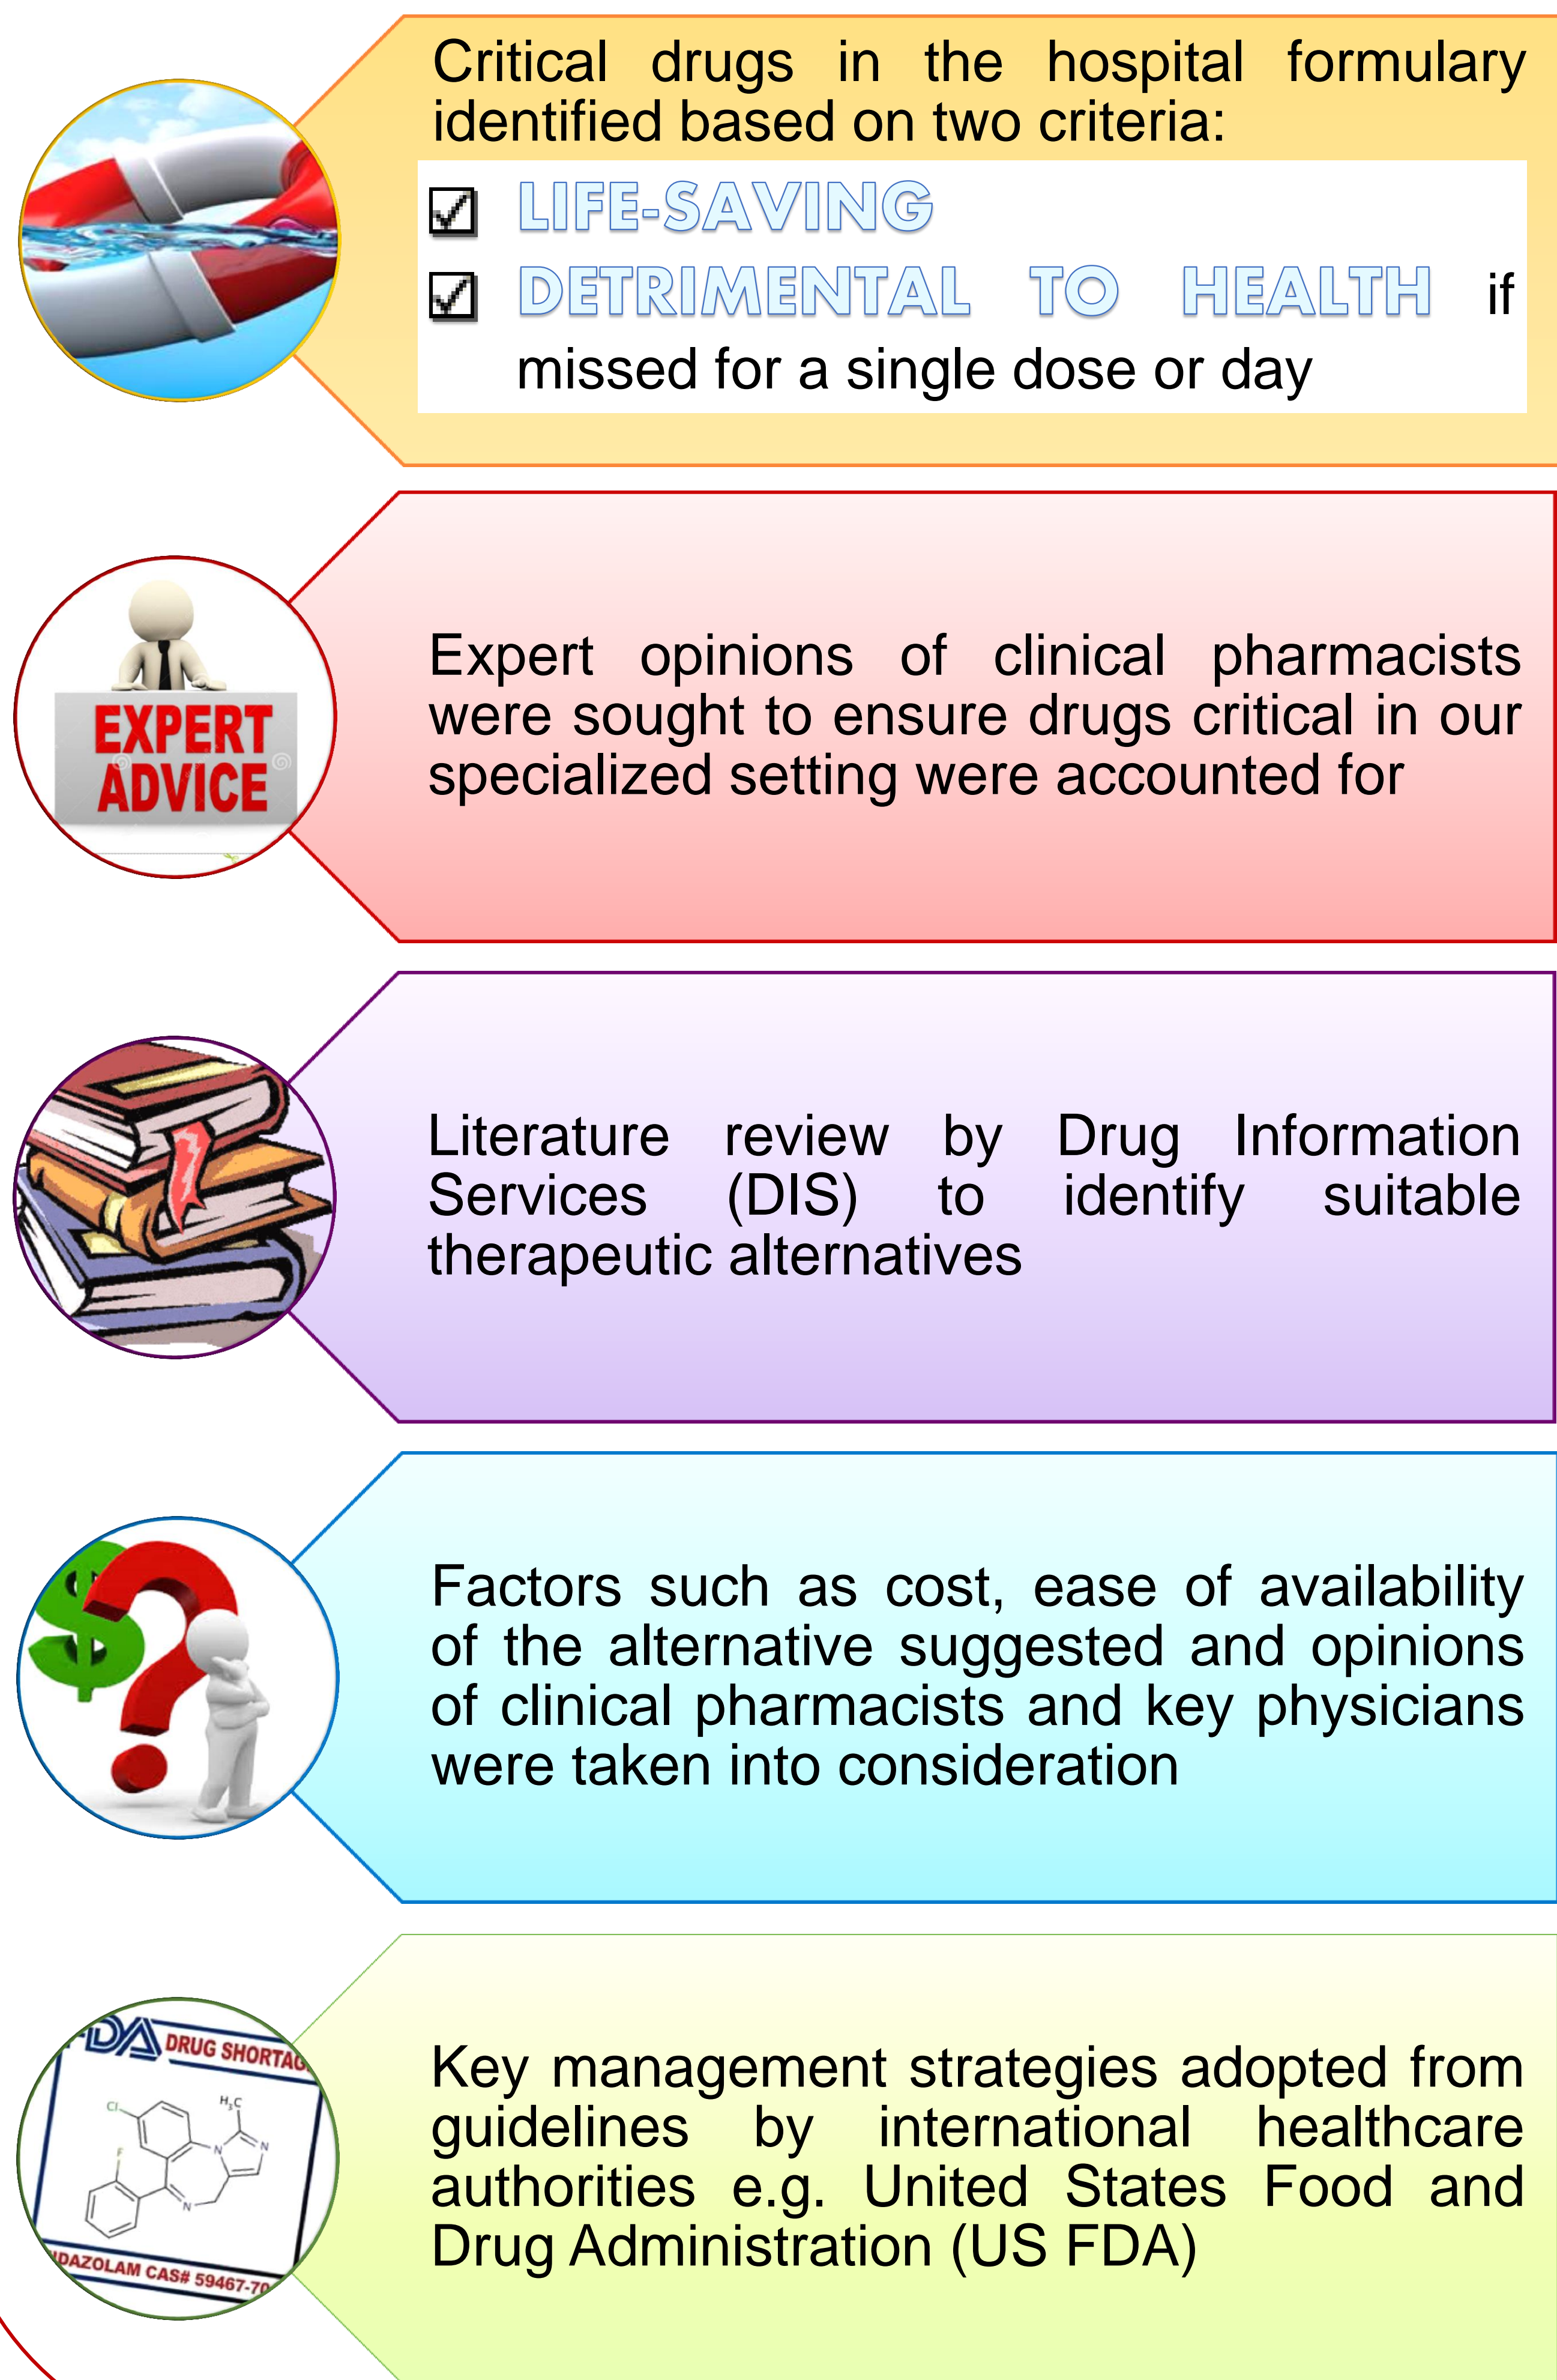 Critical drugs in the hospital formulary
identified based on two criteria:
LIFE-SAVING
DETRIMENTAL TO HEALTH if
missed for a single dose or day
EXPERT
ADVICE
Expert opinions of clinical pharmacists
were sought to ensure drugs critical in our
specialized setting were accounted for
Literature review by Drug Information
Services (DIS) to identify suitable
therapeutic alternatives
$?
Factors such as cost, ease of availability
of the alternative suggested and opinions
of clinical pharmacists and key physicians
were taken into consideration
FDA DRUG SHORTAG
H₃C
Cl
N N
F
N
IDAZOLAM CAS# 59467-70
Key management strategies adopted from
guidelines by international healthcare
authorities e.g. United States Food and
Drug Administration (US FDA)